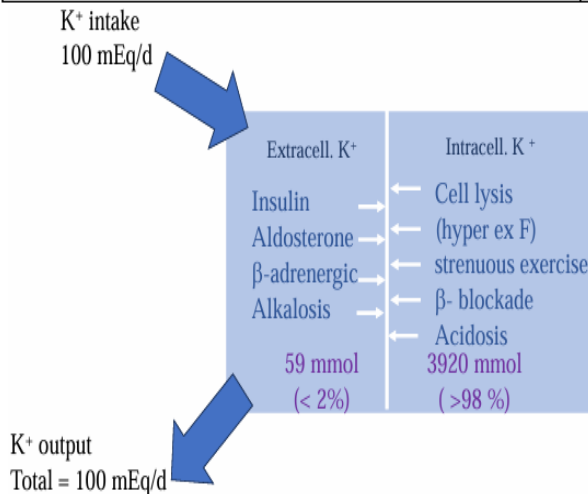 K⁺ intake
100 mEq/d
Extracell. K⁺
Insulin
Aldosterone
β-adrenergic
Alkalosis
59 mmol
(< 2%)
Intracell. K ⁺
Cell lysis
(hyper ex F)
strenuous exercise
β- blockade
Acidosis
3920 mmol
( >98 %)
K⁺ output
Total = 100 mEq/d